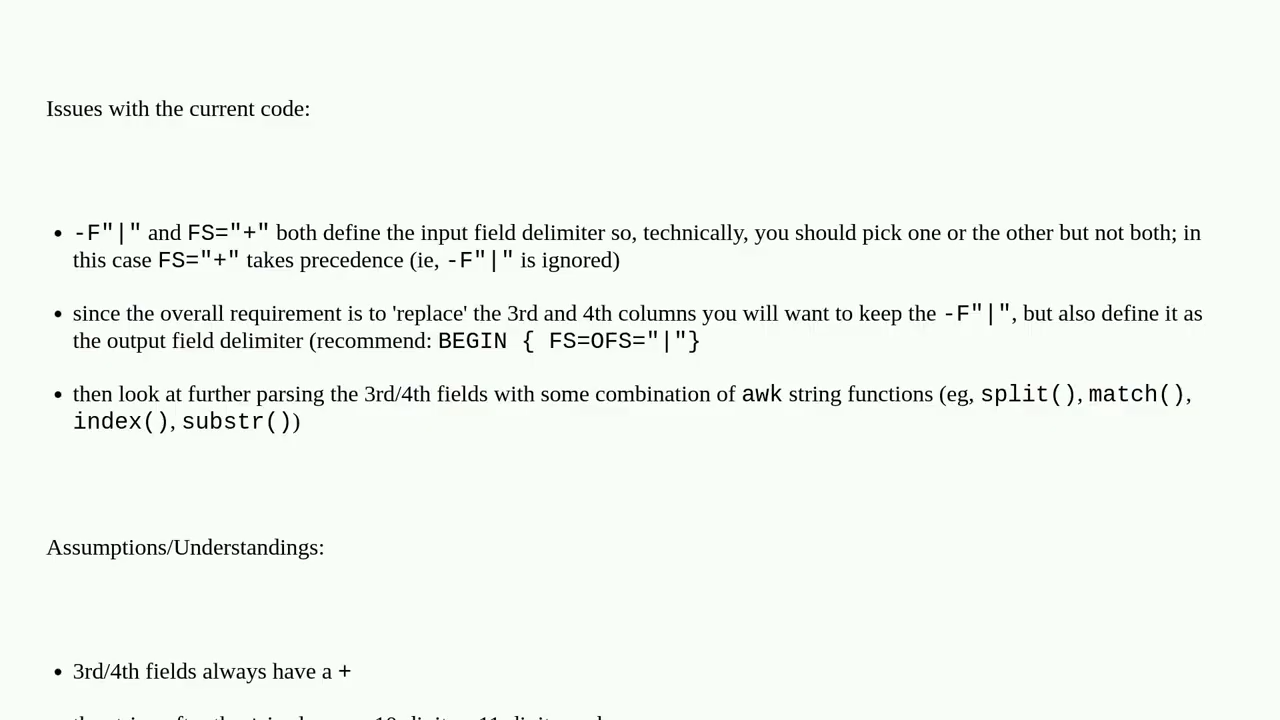 Issues with the current code:
-F"|" and FS="+" both define the input field delimiter so, technically, you should pick one or the other but not both; in
this case FS="+" takes precedence (ie, -F"|" is ignored)
since the overall requirement is to 'replace' the 3rd and 4th columns you will want to keep the -F"|", but also define it as
the output field delimiter (recommend: BEGIN { FS=OFS="|"}
then look at further parsing the 3rd/4th fields with some combination of awk string functions (eg, split(), match(),
index(), substr())
Assumptions/Understandings:
3rd/4th fields always have a +